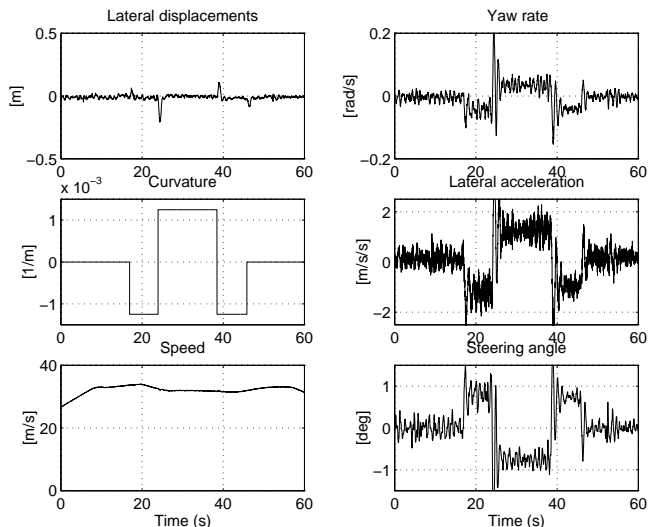 Lateral displacements
0.5
0
−0.5
[m]
0 20 40 60
Yaw rate
0.2
0
−0.2
[rad/s]
0 20 40 60
x 10⁻³
Curvature
1
0
−1
[1/m]
0 20 40 60
Lateral acceleration
2
0
−2
[m/s/s]
0 20 40 60
Speed
40
20
0
[m/s]
0 20 40 60
Time (s)
Steering angle
1
0
−1
[deg]
0 20 40 60
Time (s)